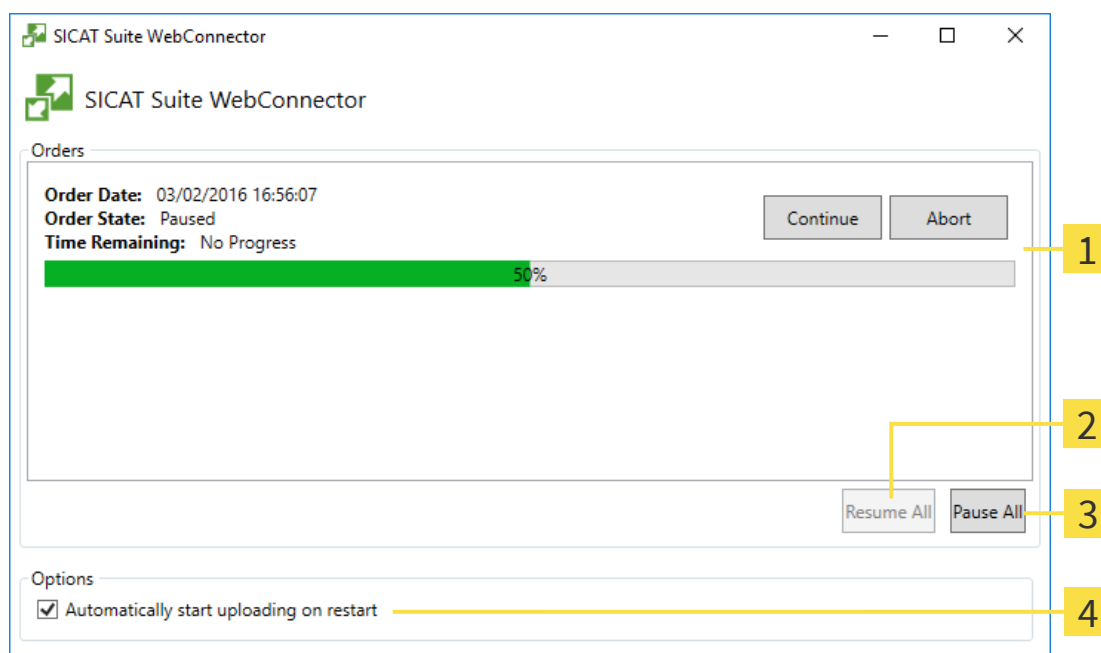 SICAT Suite WebConnector
SICAT Suite WebConnector
Orders
Order Date: 03/02/2016 16:56:07
Order State: Paused
Time Remaining: No Progress
Continue Abort
1
50%
2
Resume All Pause All
3
Options
Automatically start uploading on restart
4